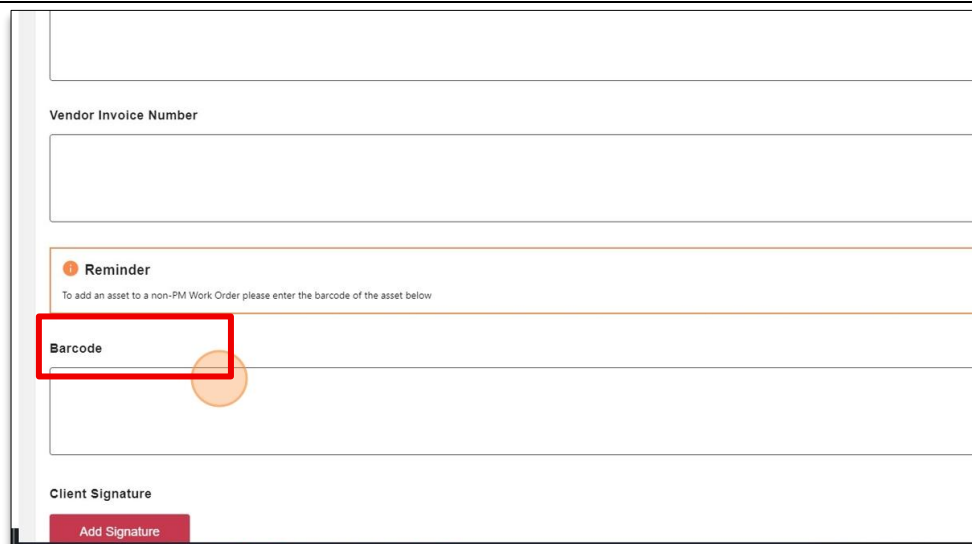 Vendor Invoice Number
Reminder
To add an asset to a non-PM Work Order please enter the barcode of the asset below
Barcode
Client Signature
Add Signature